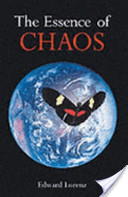 The Essence of
CHAOS
Edward Lorenz